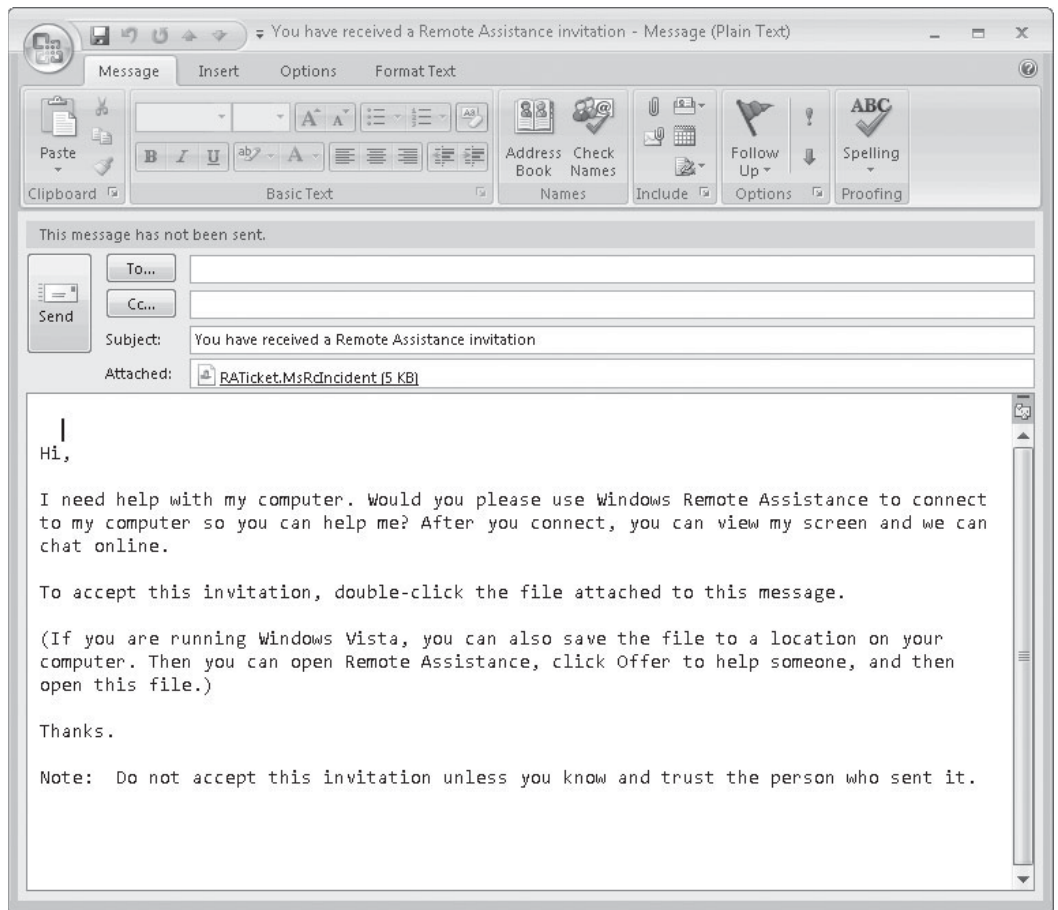 You have received a Remote Assistance invitation - Message (Plain Text)
Message Insert Options Format Text
ABC
Paste
B I U ab A
Address Book
Check Names
Follow Up
Spelling
Clipboard Basic Text Names Include Options Proofing
This message has not been sent.
To...
Send
Cc...
Subject: You have received a Remote Assistance invitation
Attached: RATicket.MsRcIncident (5 KB)
Hi,
I need help with my computer. Would you please use Windows Remote Assistance to connect
to my computer so you can help me? After you connect, you can view my screen and we can
chat online.
To accept this invitation, double-click the file attached to this message.
(If you are running Windows Vista, you can also save the file to a location on your
computer. Then you can open Remote Assistance, click Offer to help someone, and then
open this file.)
Thanks.
Note:  Do not accept this invitation unless you know and trust the person who sent it.